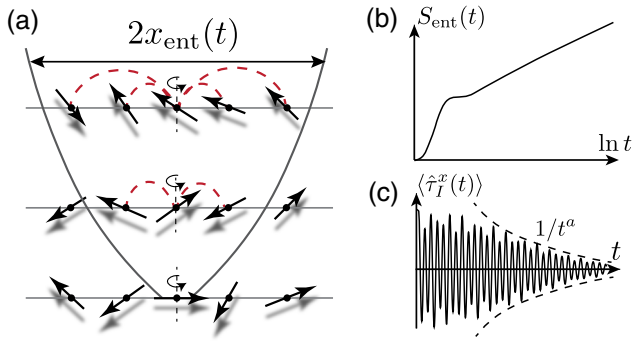 (a)
2x_ent(t)
(b)
S_ent(t)
ln t
(c)
⟨τ̂_I^x(t)⟩
1/t^a
t